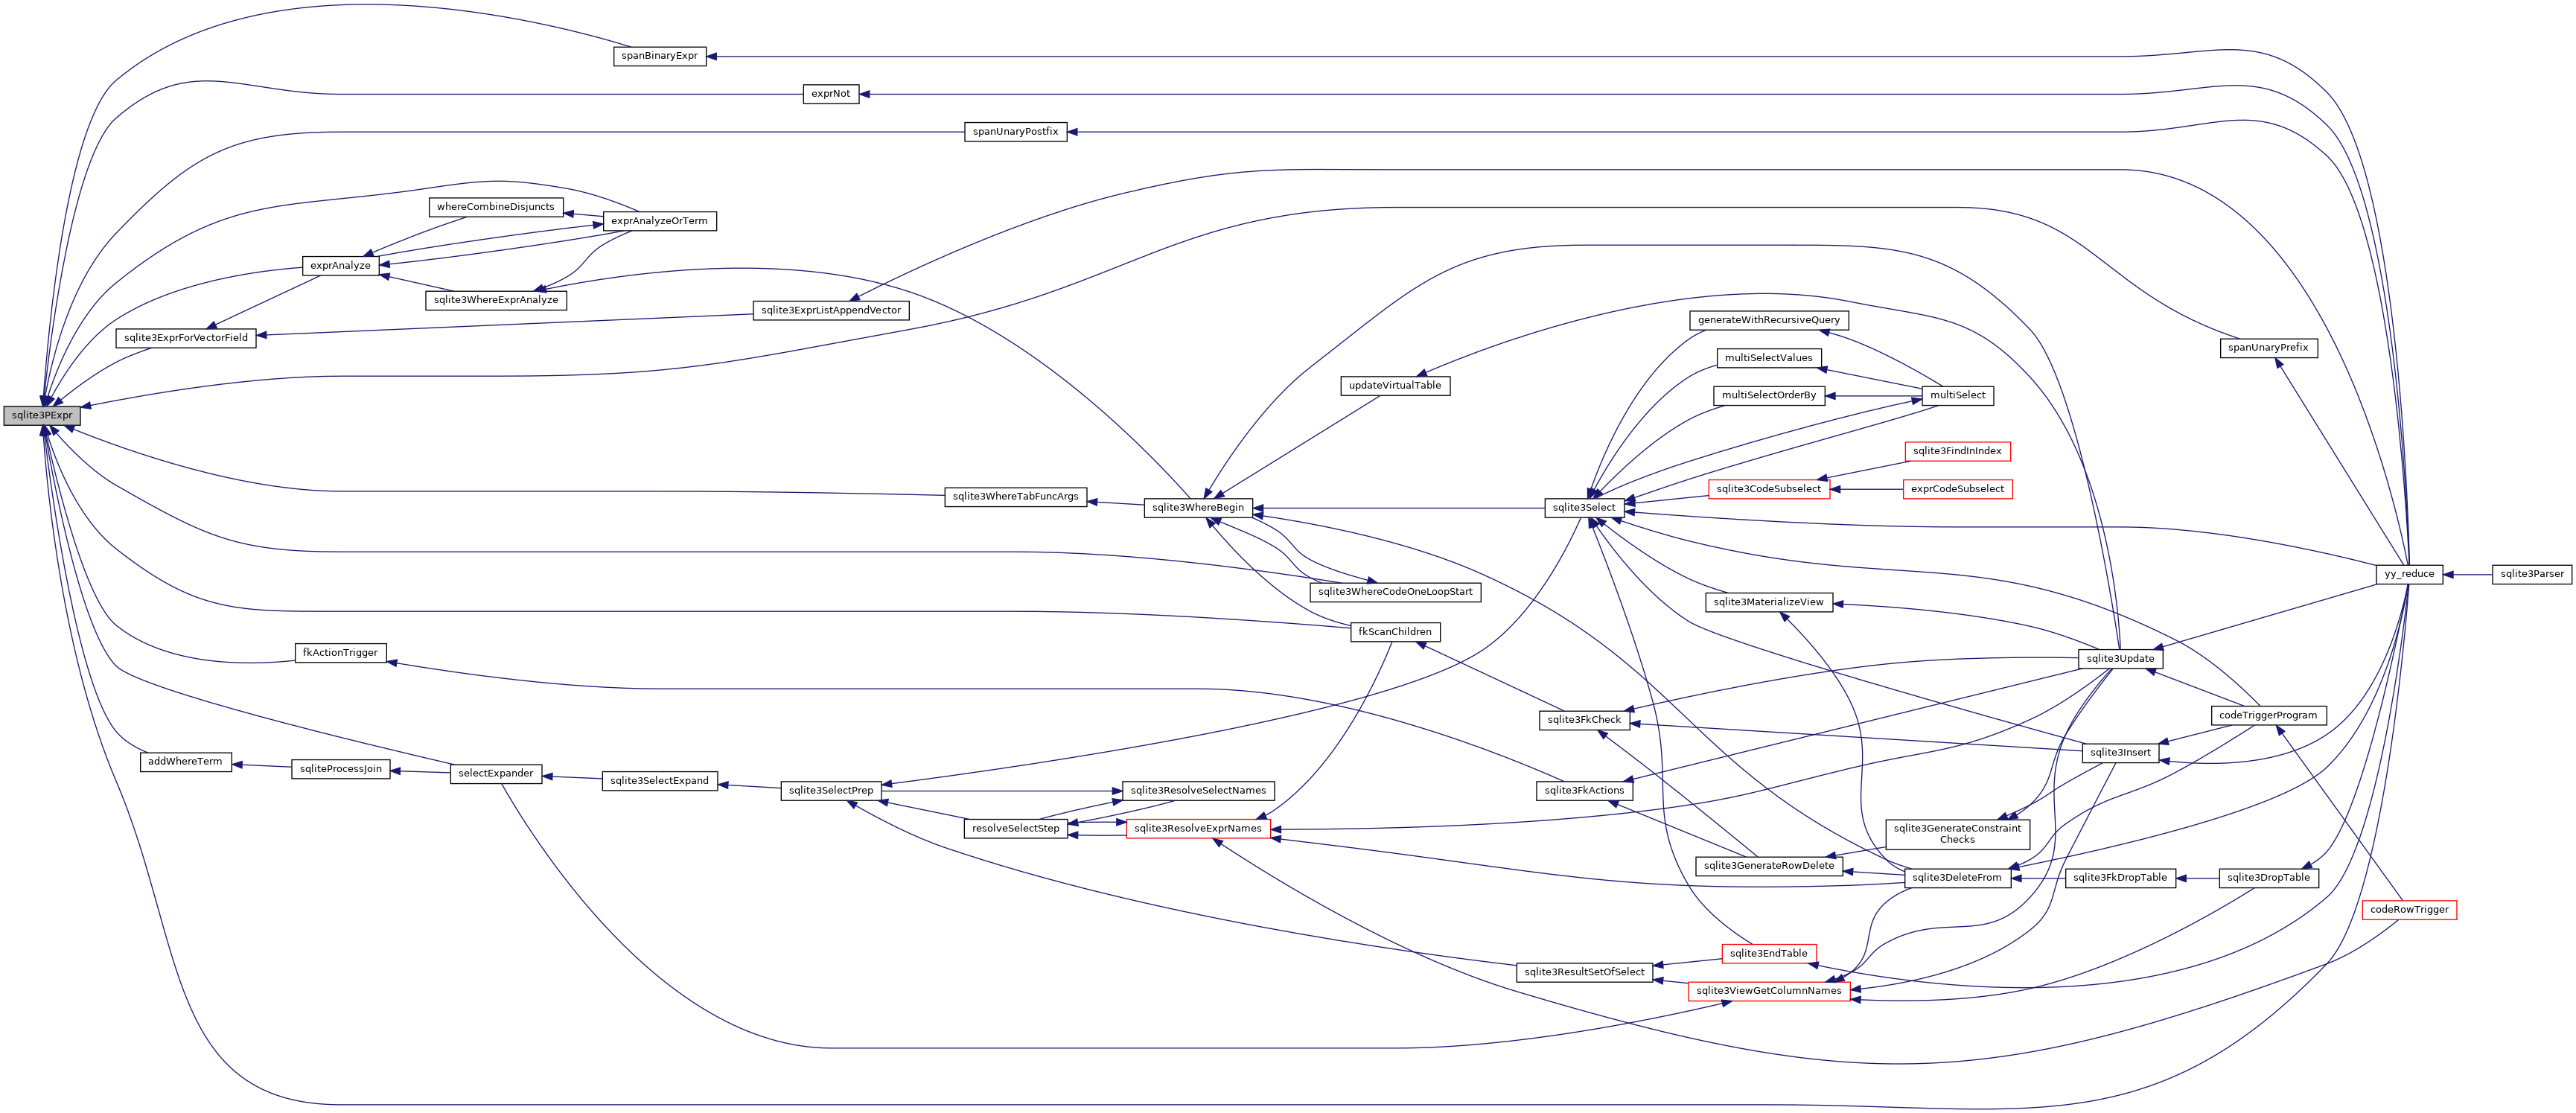 spanBinaryExpr
exprNot
spanUnaryPostfix
whereCombineDisjuncts
exprAnalyzeOrTerm
exprAnalyze
sqlite3WhereExprAnalyze
sqlite3ExprListAppendVector
generateWithRecursiveQuery
sqlite3ExprForVectorField
spanUnaryPrefix
multiSelectValues
updateVirtualTable
multiSelectOrderBy
multiSelect
sqlite3PExpr
sqlite3FindInIndex
sqlite3CodeSubselect
exprCodeSubselect
sqlite3WhereTabFuncArgs
sqlite3WhereBegin
sqlite3Select
yy_reduce
sqlite3Parser
sqlite3WhereCodeOneLoopStart
sqlite3MaterializeView
fkScanChildren
fkActionTrigger
sqlite3Update
codeTriggerProgram
sqlite3FkCheck
sqlite3Insert
addWhereTerm
sqliteProcessJoin
selectExpander
sqlite3SelectExpand
sqlite3SelectPrep
sqlite3ResolveSelectNames
sqlite3FkActions
resolveSelectStep
sqlite3ResolveExprNames
sqlite3GenerateConstraint
Checks
sqlite3GenerateRowDelete
sqlite3DeleteFrom
sqlite3FkDropTable
sqlite3DropTable
codeRowTrigger
sqlite3EndTable
sqlite3ResultSetOfSelect
sqlite3ViewGetColumnNames